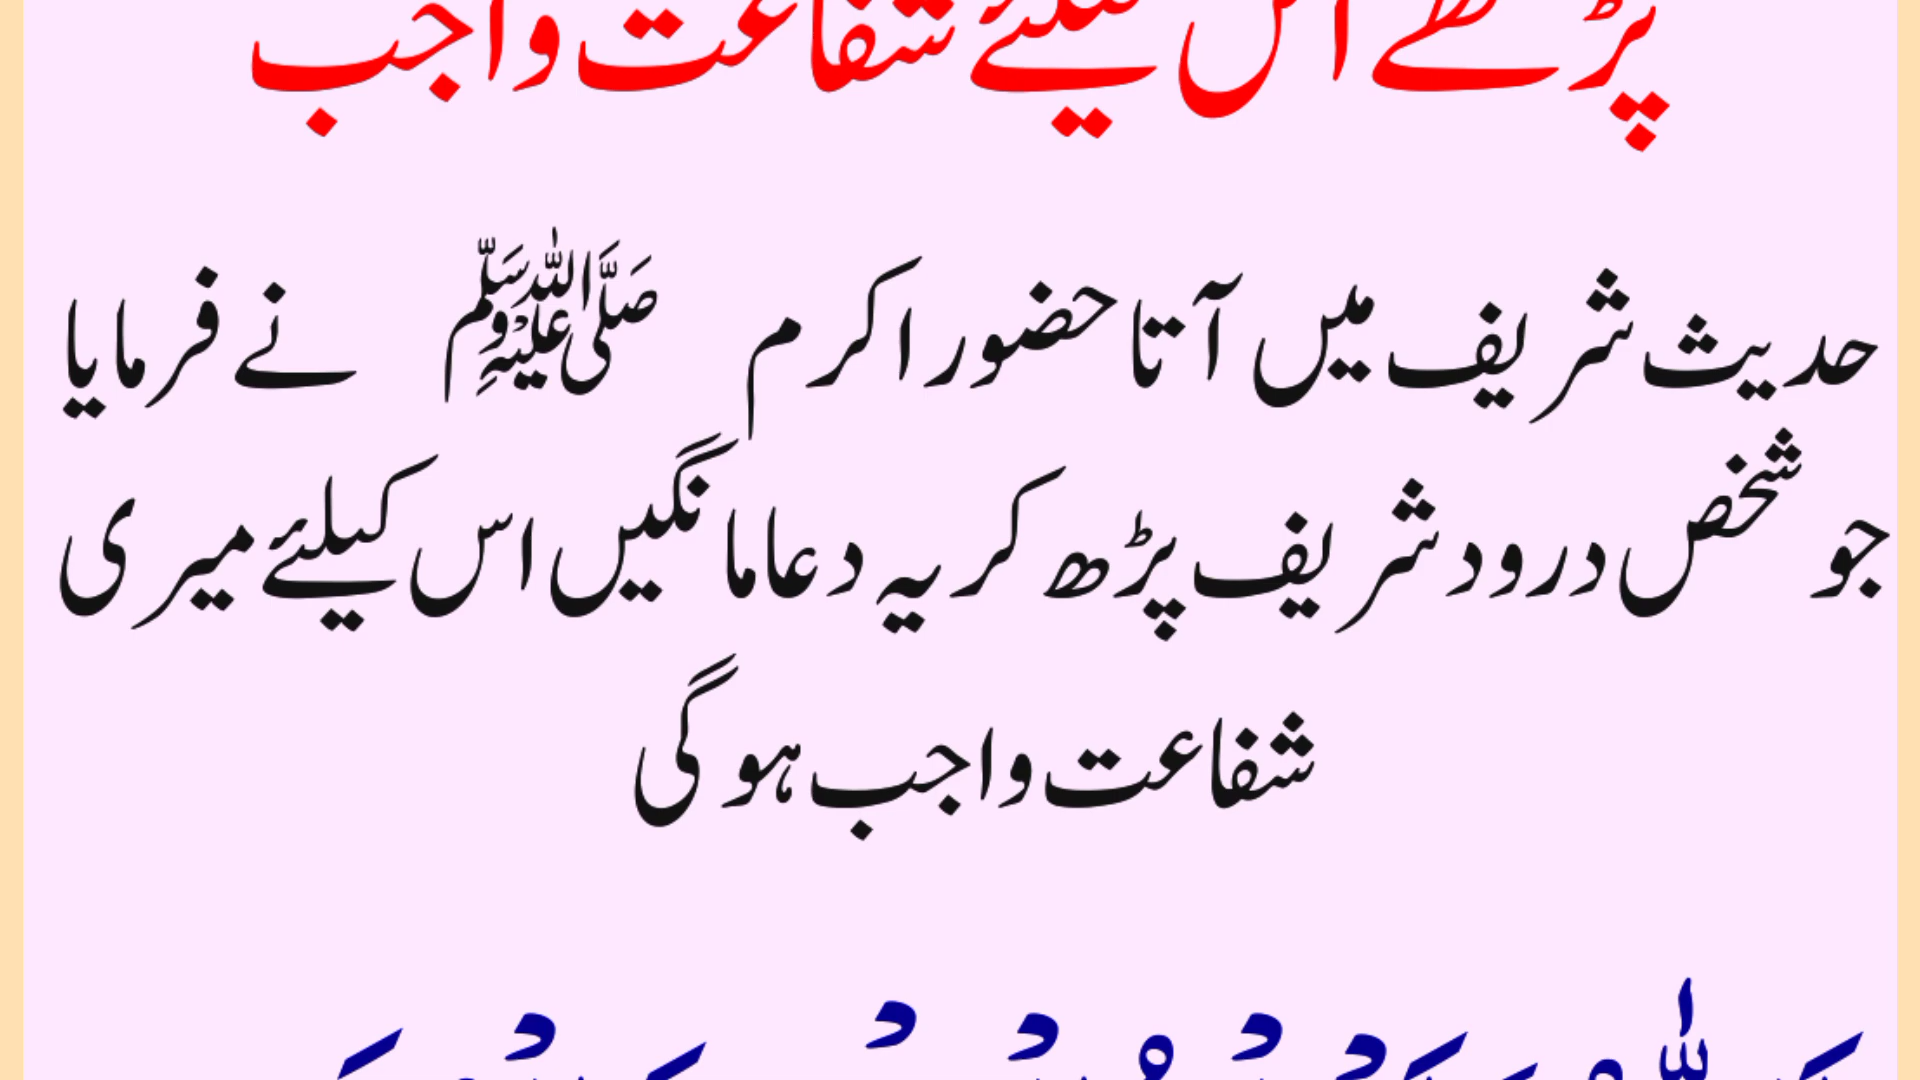 پڑھے اس کیلئے شفاعت واجب
حدیث شریف میں آتا حضور اکرم ﷺ نے فرمایا
جو شخص درود شریف پڑھ کر یہ دعا مانگیں اس کیلئے میری
شفاعت واجب ہو گی